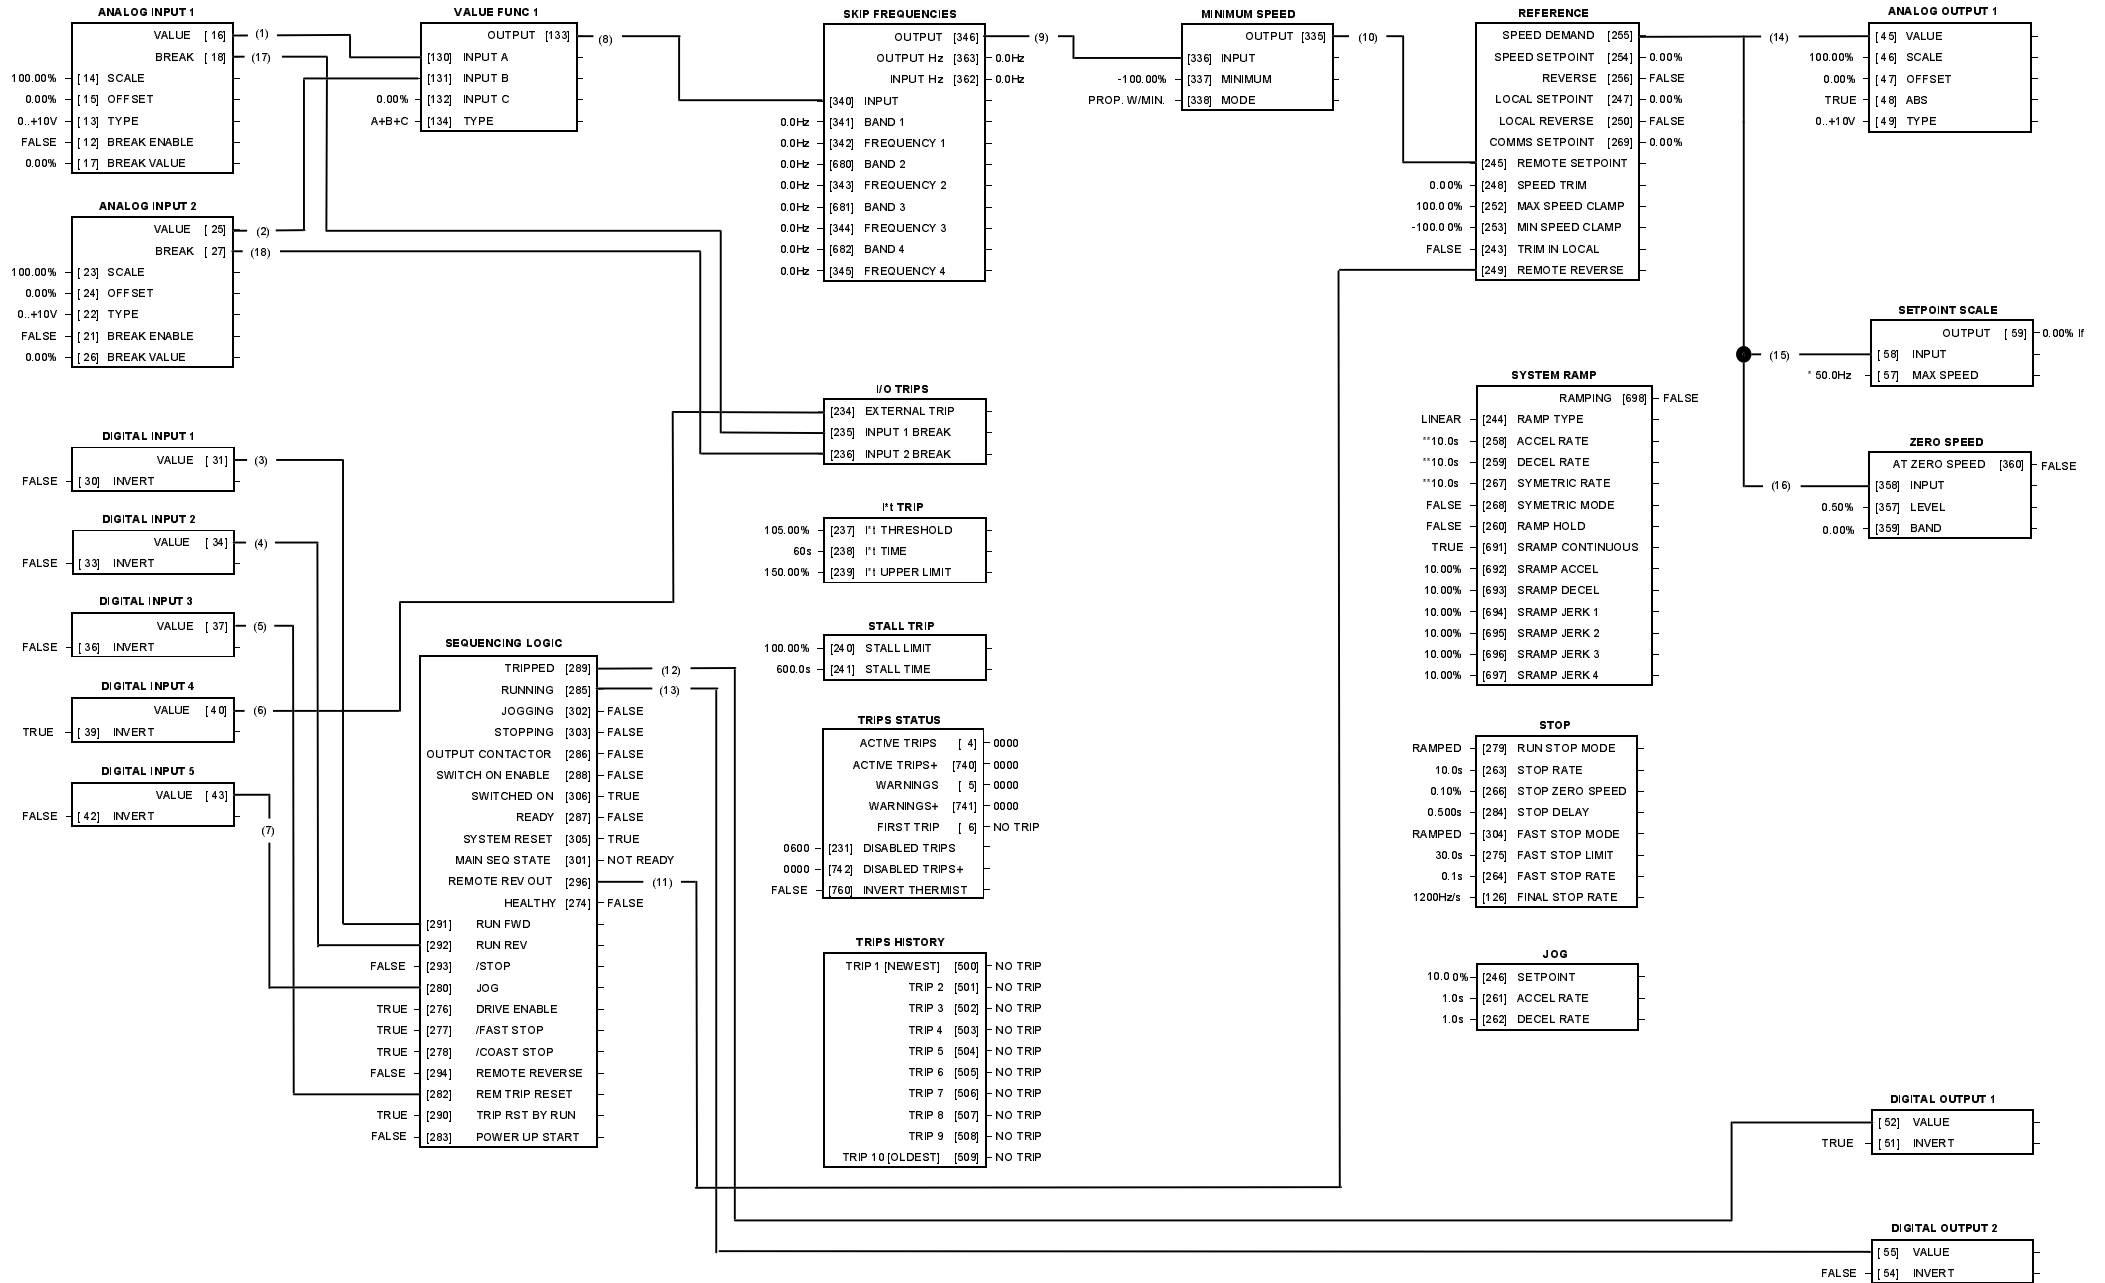 ANALOG INPUT 1
VALUE [ 16] (1)
BREAK [ 18] (17)
100.00% [ 14] SCALE
0.00% [ 15] OFFSET
0..+10V [ 13] TYPE
FALSE [ 12] BREAK ENABLE
0.00% [ 17] BREAK VALUE
ANALOG INPUT 2
VALUE [ 25] (2)
BREAK [ 27] (18)
100.00% [ 23] SCALE
0.00% [ 24] OFFSET
0..+10V [ 22] TYPE
FALSE [ 21] BREAK ENABLE
0.00% [ 26] BREAK VALUE
DIGITAL INPUT 1
VALUE [ 31] (3)
FALSE [ 30] INVERT
DIGITAL INPUT 2
VALUE [ 34] (4)
FALSE [ 33] INVERT
DIGITAL INPUT 3
VALUE [ 37] (5)
FALSE [ 36] INVERT
DIGITAL INPUT 4
VALUE [ 40] (6)
TRUE [ 39] INVERT
DIGITAL INPUT 5
VALUE [ 43]
FALSE [ 42] INVERT
(7)
VALUE FUNC 1
OUTPUT [133] (8)
[130] INPUT A
[131] INPUT B
0.00% [132] INPUT C
A+B+C [134] TYPE
SEQUENCING LOGIC
TRIPPED [289] (12)
RUNNING [285] (13)
JOGGING [302] FALSE
STOPPING [303] FALSE
OUTPUT CONTACTOR [286] FALSE
SWITCH ON ENABLE [288] FALSE
SWITCHED ON [306] TRUE
READY [287] FALSE
SYSTEM RESET [305] TRUE
MAIN SEQ STATE [301] NOT READY
REMOTE REV OUT [296] (11)
HEALTHY [274] FALSE
[291] RUN FWD
[292] RUN REV
FALSE [293] /STOP
[280] JOG
TRUE [276] DRIVE ENABLE
TRUE [277] /FAST STOP
TRUE [278] /COAST STOP
FALSE [294] REMOTE REVERSE
[282] REM TRIP RESET
TRUE [290] TRIP RST BY RUN
FALSE [283] POWER UP START
SKIP FREQUENCIES
OUTPUT [346] (9)
OUTPUT Hz [363] 0.0Hz
INPUT Hz [362] 0.0Hz
[340] INPUT
0.0Hz [341] BAND 1
0.0Hz [342] FREQUENCY 1
0.0Hz [680] BAND 2
0.0Hz [343] FREQUENCY 2
0.0Hz [681] BAND 3
0.0Hz [344] FREQUENCY 3
0.0Hz [682] BAND 4
0.0Hz [345] FREQUENCY 4
I/O TRIPS
[234] EXTERNAL TRIP
[235] INPUT 1 BREAK
[236] INPUT 2 BREAK
I*t TRIP
105.00% [237] I*t THRESHOLD
60s [238] I*t TIME
150.00% [239] I*t UPPER LIMIT
STALL TRIP
100.00% [240] STALL LIMIT
600.0s [241] STALL TIME
TRIPS STATUS
ACTIVE TRIPS [ 4] 0000
ACTIVE TRIPS+ [740] 0000
WARNINGS [ 5] 0000
WARNINGS+ [741] 0000
FIRST TRIP [ 6] NO TRIP
0600 [231] DISABLED TRIPS
0000 [742] DISABLED TRIPS+
FALSE [760] INVERT THERMIST
TRIPS HISTORY
TRIP 1 [NEWEST] [500] NO TRIP
TRIP 2 [501] NO TRIP
TRIP 3 [502] NO TRIP
TRIP 4 [503] NO TRIP
TRIP 5 [504] NO TRIP
TRIP 6 [505] NO TRIP
TRIP 7 [506] NO TRIP
TRIP 8 [507] NO TRIP
TRIP 9 [508] NO TRIP
TRIP 10 [OLDEST] [509] NO TRIP
MINIMUM SPEED
OUTPUT [335] (10)
[336] INPUT
-100.00% [337] MINIMUM
PROP. W/MIN. [338] MODE
REFERENCE
SPEED DEMAND [255] (14)
SPEED SETPOINT [254] 0.00%
REVERSE [256] FALSE
LOCAL SETPOINT [247] 0.00%
LOCAL REVERSE [250] FALSE
COMMS SETPOINT [269] 0.00%
[245] REMOTE SETPOINT
0.00% [248] SPEED TRIM
100.00% [252] MAX SPEED CLAMP
-100.00% [253] MIN SPEED CLAMP
FALSE [243] TRIM IN LOCAL
[249] REMOTE REVERSE
SYSTEM RAMP
RAMPING [698] FALSE
LINEAR [244] RAMP TYPE
**10.0s [258] ACCEL RATE
**10.0s [259] DECEL RATE
**10.0s [267] SYMETRIC RATE
FALSE [268] SYMETRIC MODE
FALSE [260] RAMP HOLD
TRUE [691] SRAMP CONTINUOUS
10.00% [692] SRAMP ACCEL
10.00% [693] SRAMP DECEL
10.00% [694] SRAMP JERK 1
10.00% [695] SRAMP JERK 2
10.00% [696] SRAMP JERK 3
10.00% [697] SRAMP JERK 4
STOP
RAMPED [279] RUN STOP MODE
10.0s [263] STOP RATE
0.10% [266] STOP ZERO SPEED
0.500s [284] STOP DELAY
RAMPED [304] FAST STOP MODE
30.0s [275] FAST STOP LIMIT
0.1s [264] FAST STOP RATE
1200Hz/s [126] FINAL STOP RATE
JOG
10.00% [246] SETPOINT
1.0s [261] ACCEL RATE
1.0s [262] DECEL RATE
ANALOG OUTPUT 1
[ 45] VALUE
100.00% [ 46] SCALE
0.00% [ 47] OFFSET
TRUE [ 48] ABS
0..+10V [ 49] TYPE
SETPOINT SCALE
OUTPUT [ 59] 0.00% lf
(15) [ 58] INPUT
* 50.0Hz [ 57] MAX SPEED
ZERO SPEED
AT ZERO SPEED [360] FALSE
(16) [358] INPUT
0.50% [357] LEVEL
0.00% [359] BAND
DIGITAL OUTPUT 1
[ 52] VALUE
TRUE [ 51] INVERT
DIGITAL OUTPUT 2
[ 55] VALUE
FALSE [ 54] INVERT